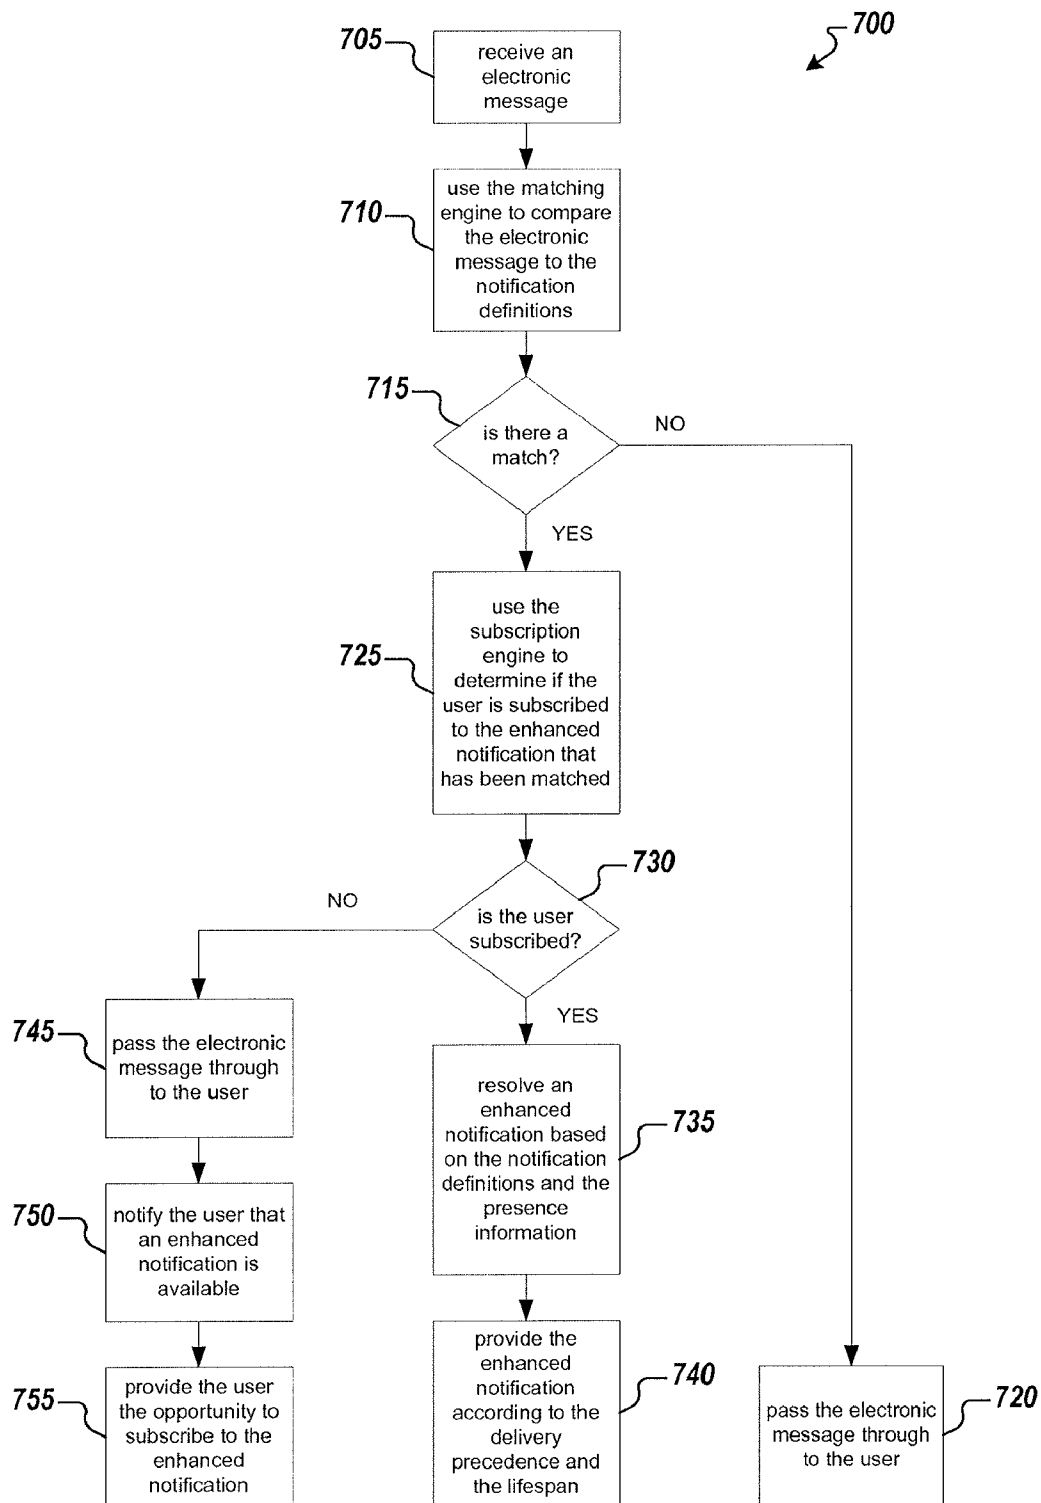 700
705
receive an
electronic
message
710
use the matching
engine to compare
the electronic
message to the
notification
definitions
715
is there a
match?
NO
YES
725
use the
subscription
engine to
determine if the
user is subscribed
to the enhanced
notification that
has been matched
730
is the user
subscribed?
NO
YES
745
pass the electronic
message through
to the user
735
resolve an
enhanced
notification based
on the notification
definitions and the
presence
information
750
notify the user that
an enhanced
notification is
available
755
provide the user
the opportunity to
subscribe to the
enhanced
notification
740
provide the
enhanced
notification
according to the
delivery
precedence and
the lifespan
720
pass the electronic
message through
to the user